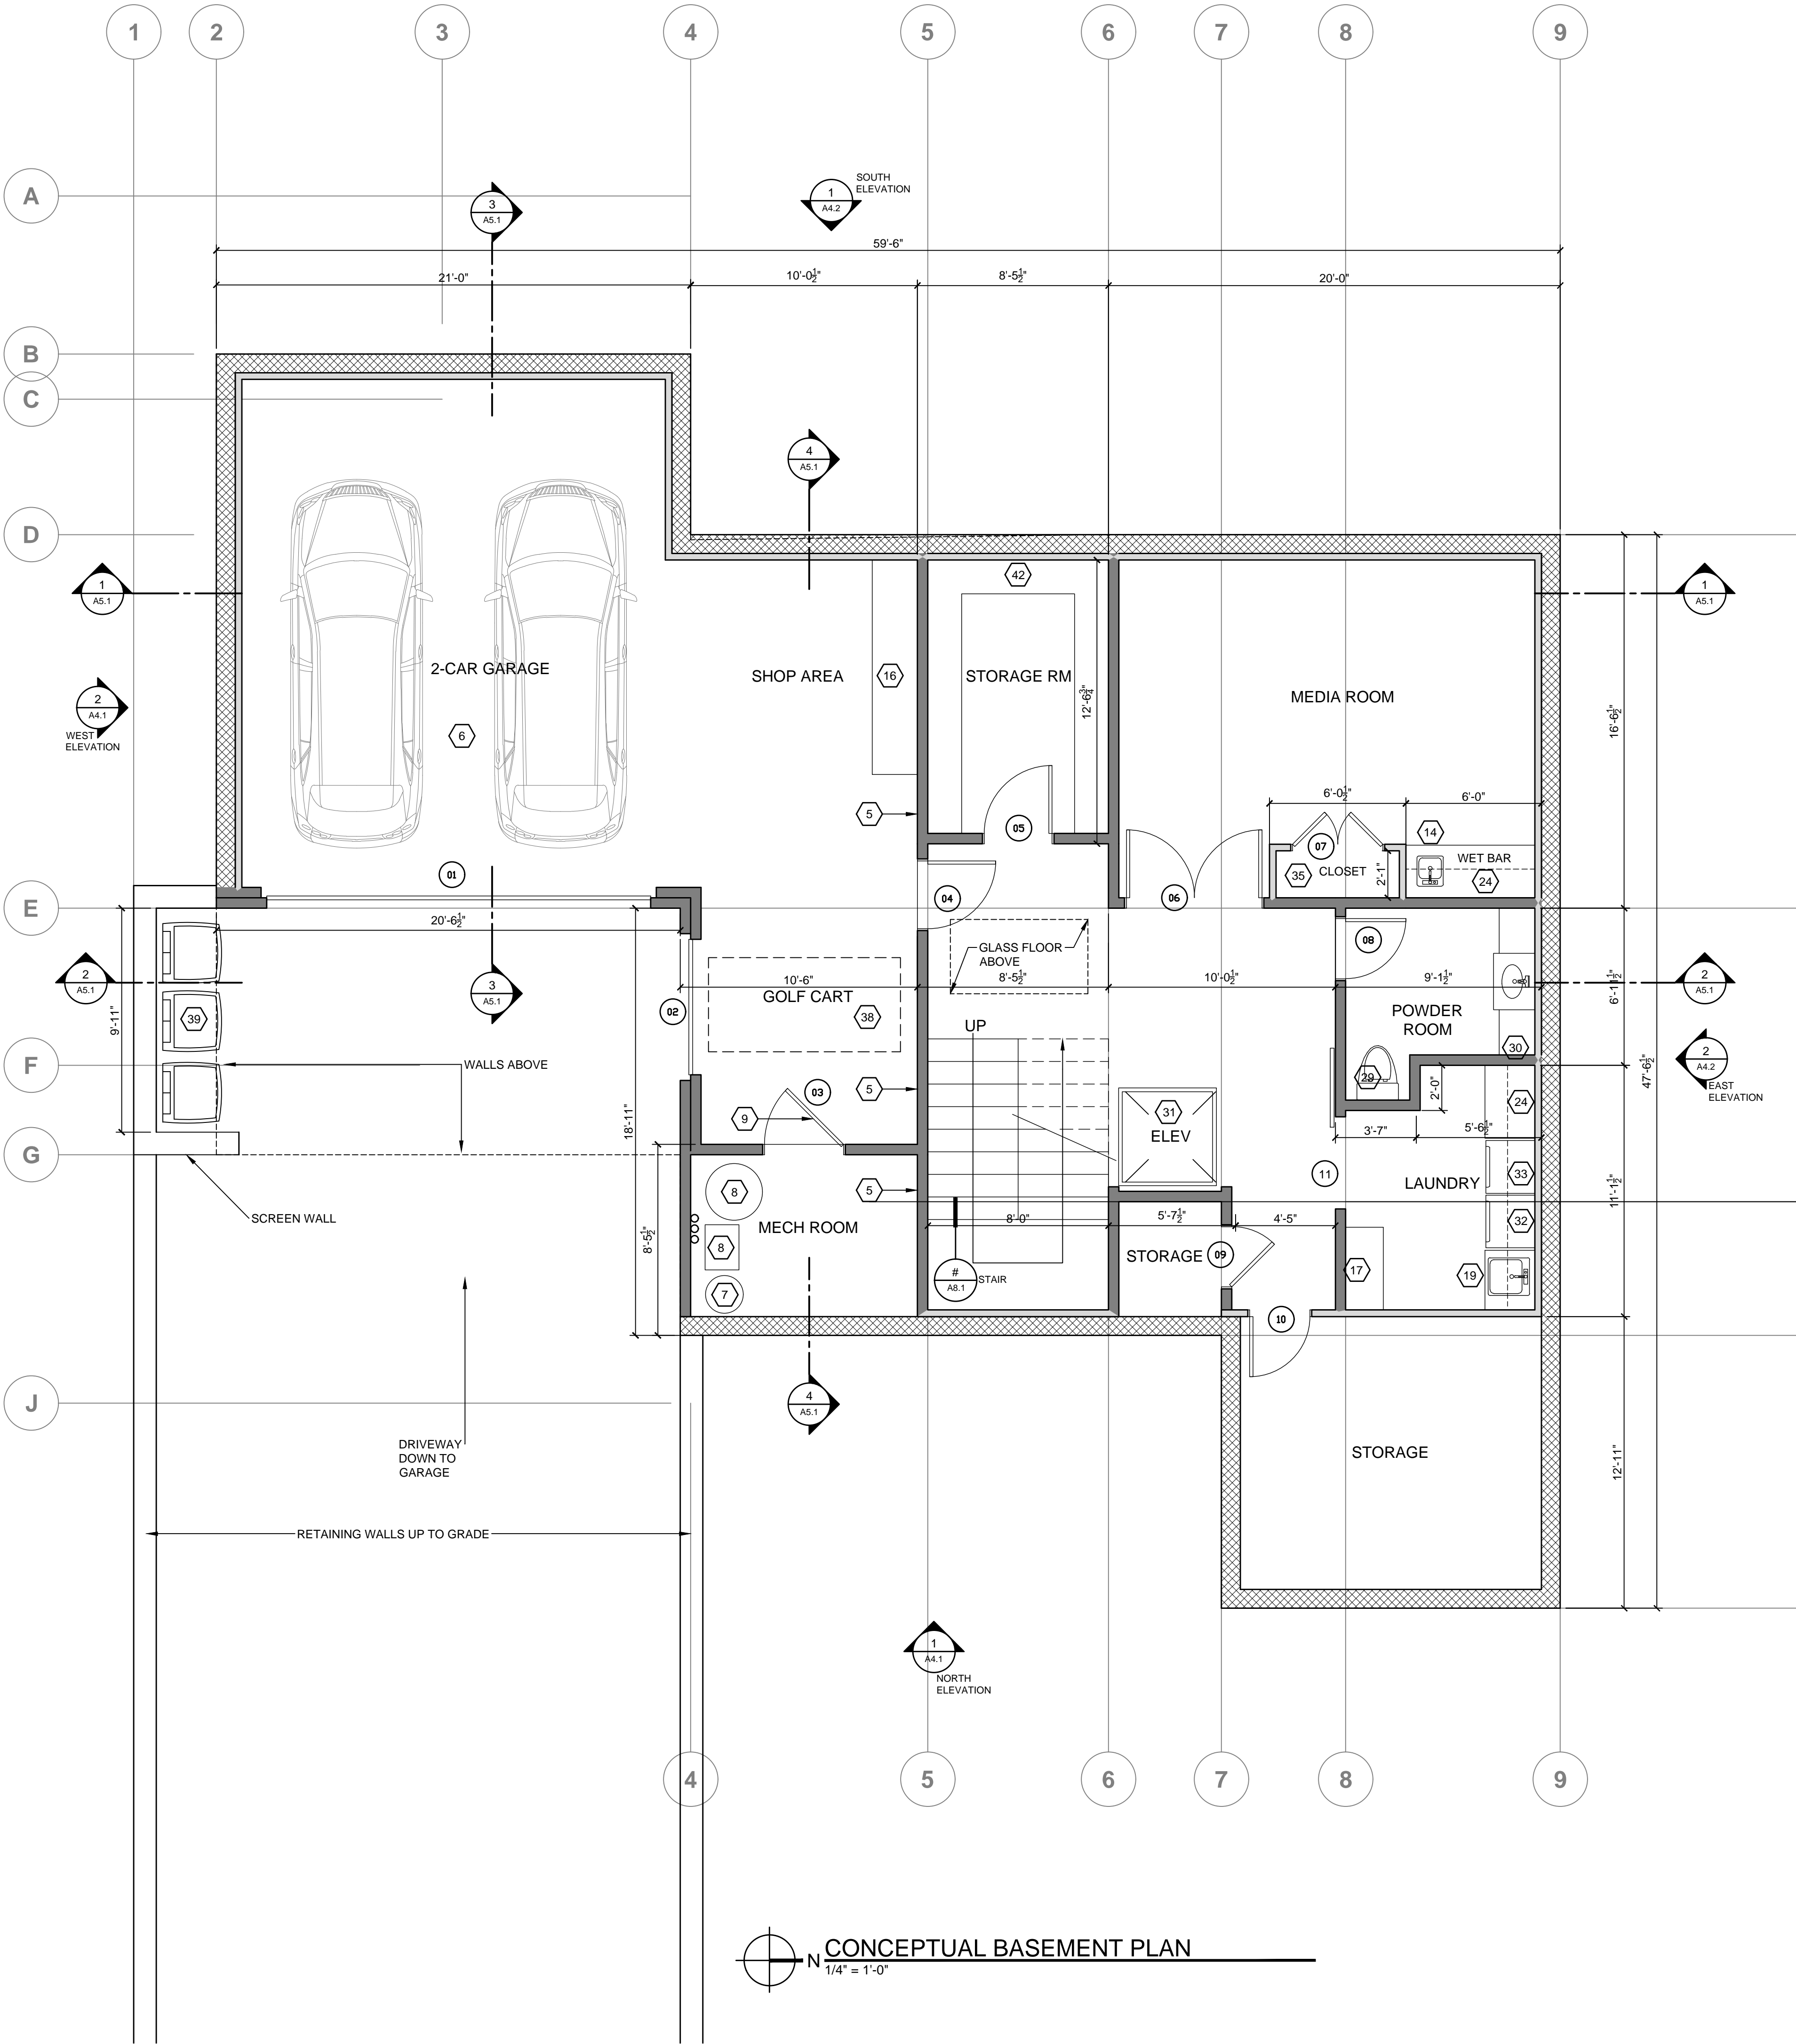 1 2 3 4 5 6 7 8 9
A
SOUTH
ELEVATION
1
A4.2
3
A5.1
59'-6"
21'-0" 10'-0½" 8'-5½" 20'-0"
B
C
4
A5.1
D
42
1
A5.1
1
A5.1
2-CAR GARAGE
SHOP AREA
16
STORAGE RM
12'-6¾"
MEDIA ROOM
16'-6½"
2
A4.1
WEST
ELEVATION
6
6'-0½" 6'-0"
5
05
14
07
WET BAR
01
35
CLOSET
2'-1"
24
04
06
E
20'-6½"
08
GLASS FLOOR
ABOVE
2
A5.1
3
A5.1
10'-6" 8'-5½" 10'-0½" 9'-1½"
2
A5.1
6'-11½"
GOLF CART
38
02
39
9'-11"
UP
POWDER
ROOM
30
F
WALLS ABOVE
2
A4.2
EAST
ELEVATION
47'-6½"
29
2'-0"
24
5
03
9
31
ELEV
18'-11"
3'-7" 5'-6½"
G
11
33
LAUNDRY
11'-1½"
8
5
SCREEN WALL
MECH ROOM
8'-5½"
8'-0" 5'-7½" 4'-5"
32
8
STORAGE
09
17
19
#
A8.1
STAIR
7
10
4
A5.1
J
DRIVEWAY
DOWN TO
GARAGE
STORAGE
12'-11"
RETAINING WALLS UP TO GRADE
1
A4.1
NORTH
ELEVATION
4 5 6 7 8 9
N
CONCEPTUAL BASEMENT PLAN
1/4" = 1'-0"